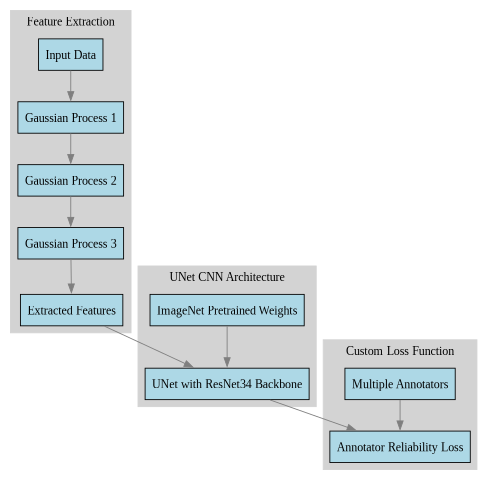 Feature Extraction
Input Data
Gaussian Process 1
Gaussian Process 2
Gaussian Process 3
Extracted Features
UNet CNN Architecture
ImageNet Pretrained Weights
UNet with ResNet34 Backbone
Custom Loss Function
Multiple Annotators
Annotator Reliability Loss